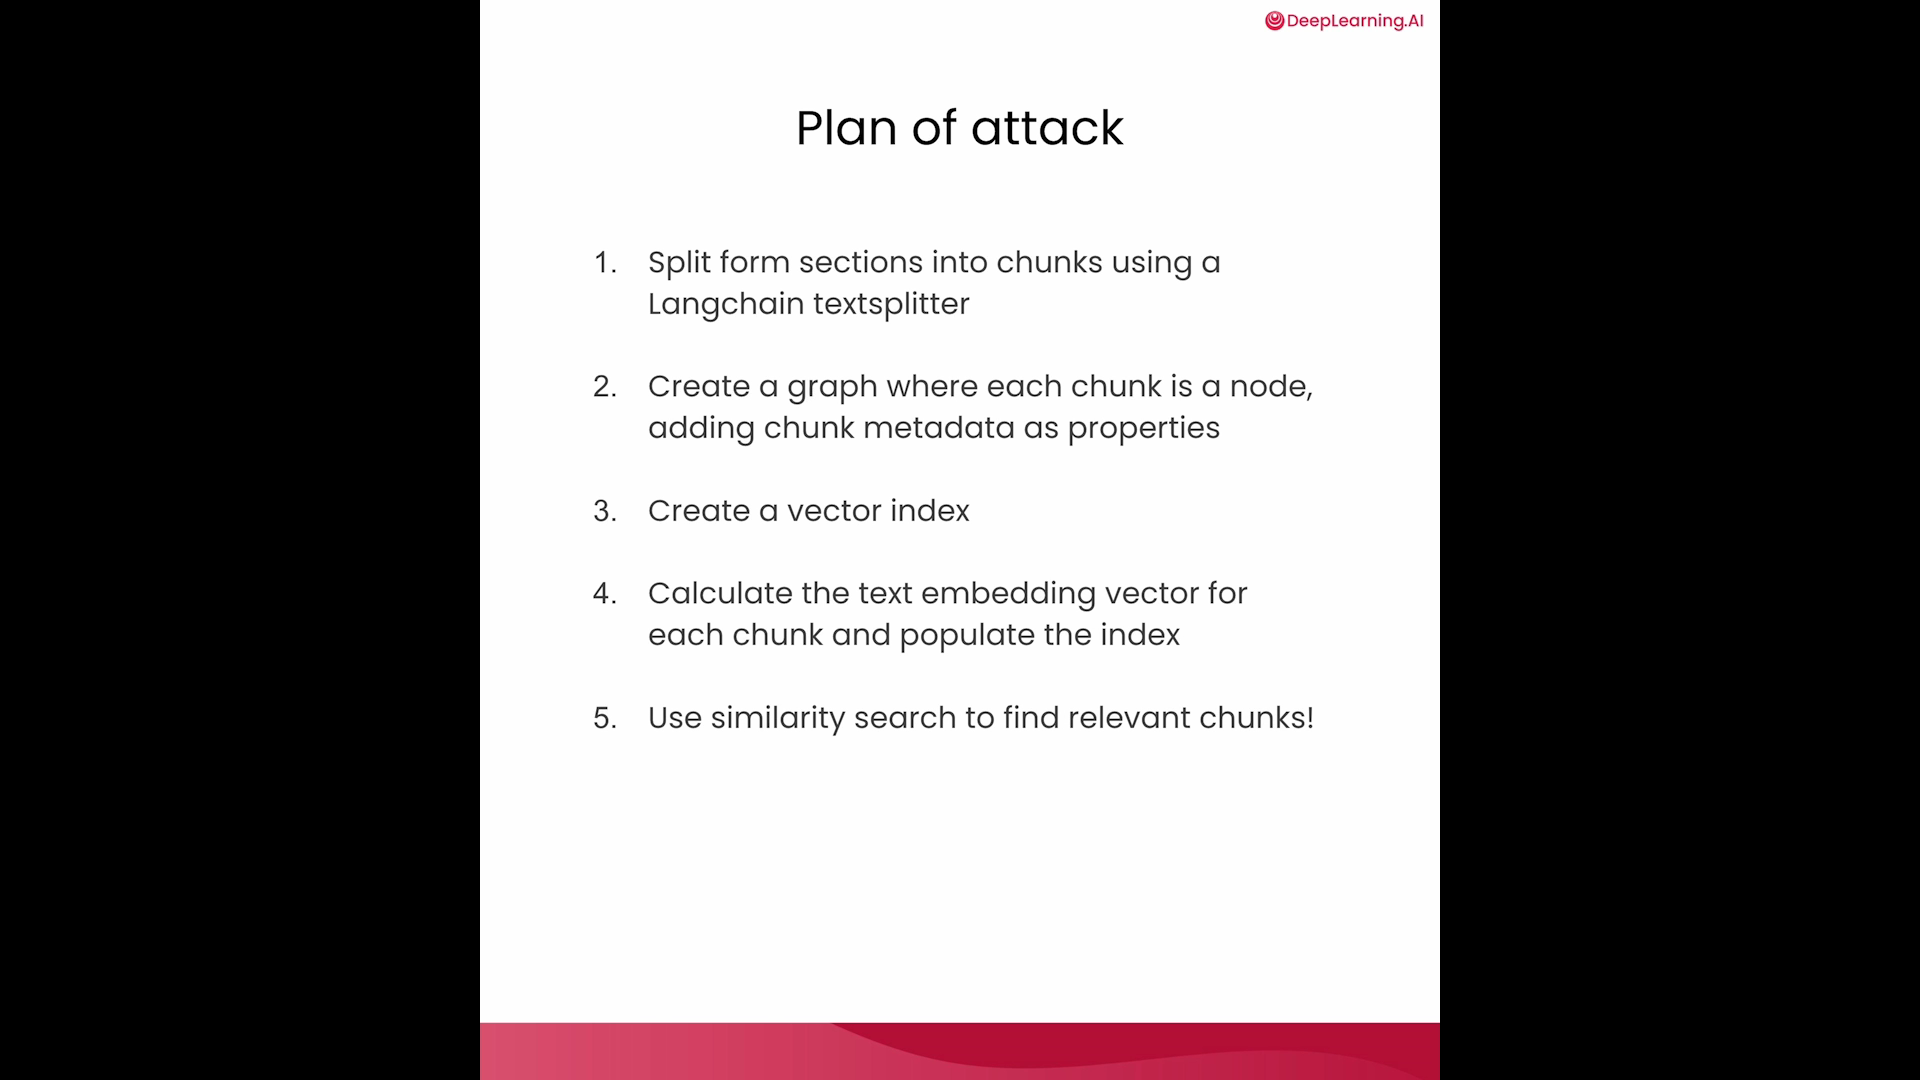 DeepLearning.AI
Plan of attack
1. Split form sections into chunks using a
Langchain textsplitter
2. Create a graph where each chunk is a node,
adding chunk metadata as properties
3. Create a vector index
4. Calculate the text embedding vector for
each chunk and populate the index
5. Use similarity search to find relevant chunks!